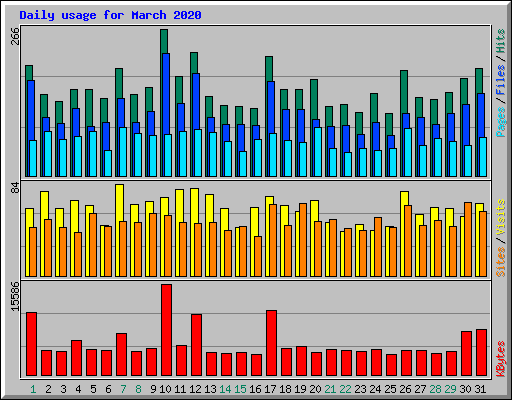 Daily usage for March 2020
266
Pages / Files / Hits
84
Sites / Visits
15586
KBytes
1 2 3 4 5 6 7 8 9 10 11 12 13 14 15 16 17 18 19 20 21 22 23 24 25 26 27 28 29 30 31